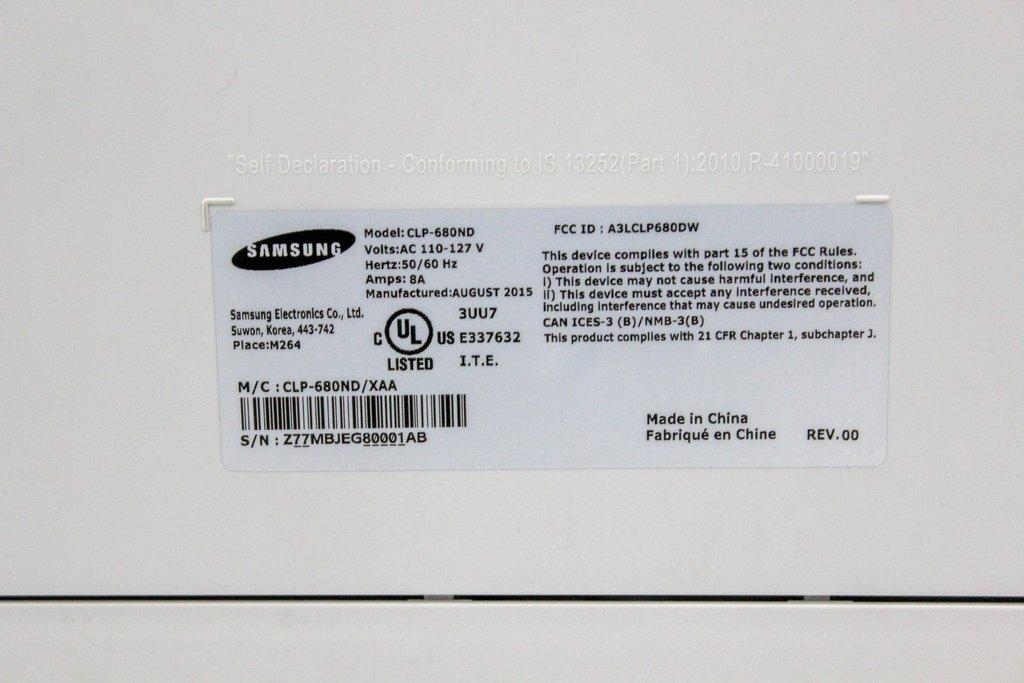 "Self Declaration - Conforming to IS 13252(Part 1):2010,R-41000019"
SAMSUNG
Model: CLP-680ND
Volts:AC 110-127 V
Hertz:50/60 Hz
Amps: 8A
Manufactured:AUGUST 2015
Samsung Electronics Co., Ltd.
Suwon, Korea, 443-742
Place:M264
C UL US
LISTED
3UU7
E337632
I.T.E.
M/C : CLP-680ND/XAA
S/N : Z77MBJEG80001AB
FCC ID : A3LCLP680DW
This device complies with part 15 of the FCC Rules.
Operation is subject to the following two conditions:
i) This device may not cause harmful interference, and
ii) This device must accept any interference received,
including interference that may cause undesired operation.
CAN ICES-3 (B)/NMB-3(B)
This product complies with 21 CFR Chapter 1, subchapter J.
Made in China
Fabriqué en Chine REV.00